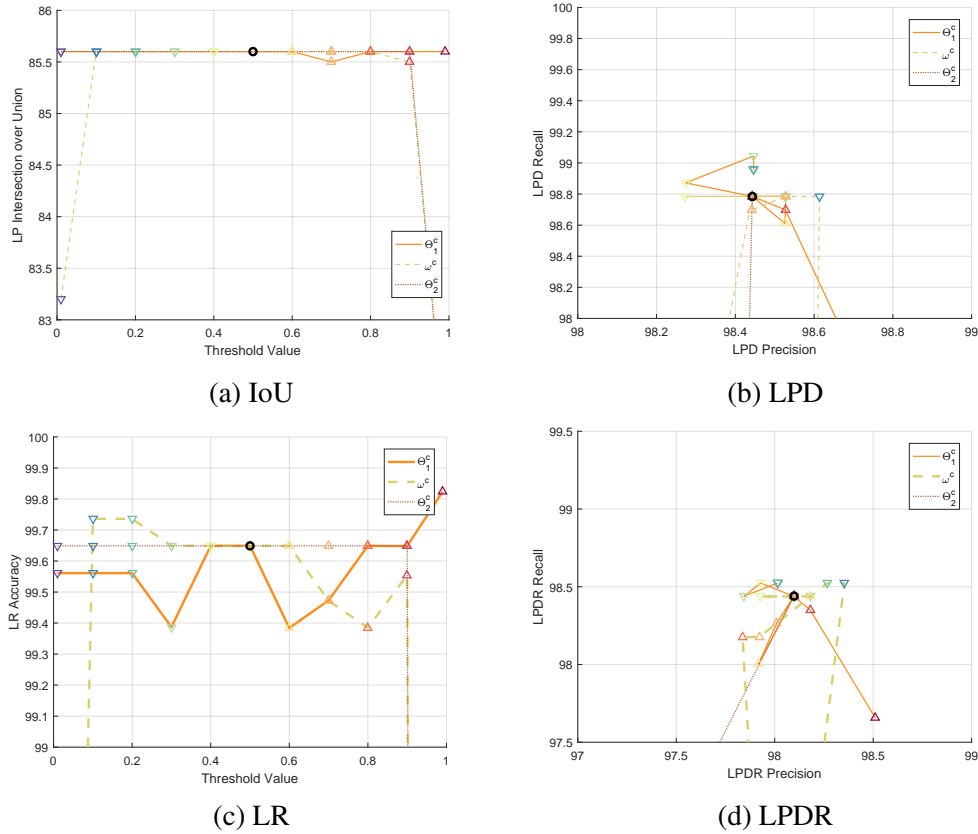 86
85.5
85
84.5
84
83.5
83
0
0.2
0.4
0.6
0.8
1
LP Intersection over Union
Threshold Value
Θ₁ᶜ
ωᶜ
Θ₂ᶜ
(a) IoU
100
99.8
99.6
99.4
99.2
99
98.8
98.6
98.4
98.2
98
98
98.2
98.4
98.6
98.8
99
LPD Recall
LPD Precision
Θ₁ᶜ
ωᶜ
Θ₂ᶜ
(b) LPD
100
99.9
99.8
99.7
99.6
99.5
99.4
99.3
99.2
99.1
99
0
0.2
0.4
0.6
0.8
1
LR Accuracy
Threshold Value
Θ₁ᶜ
ωᶜ
Θ₂ᶜ
(c) LR
99.5
99
98.5
98
97.5
97
97.5
98
98.5
99
LPDR Recall
LPDR Precision
Θ₁ᶜ
ωᶜ
Θ₂ᶜ
(d) LPDR